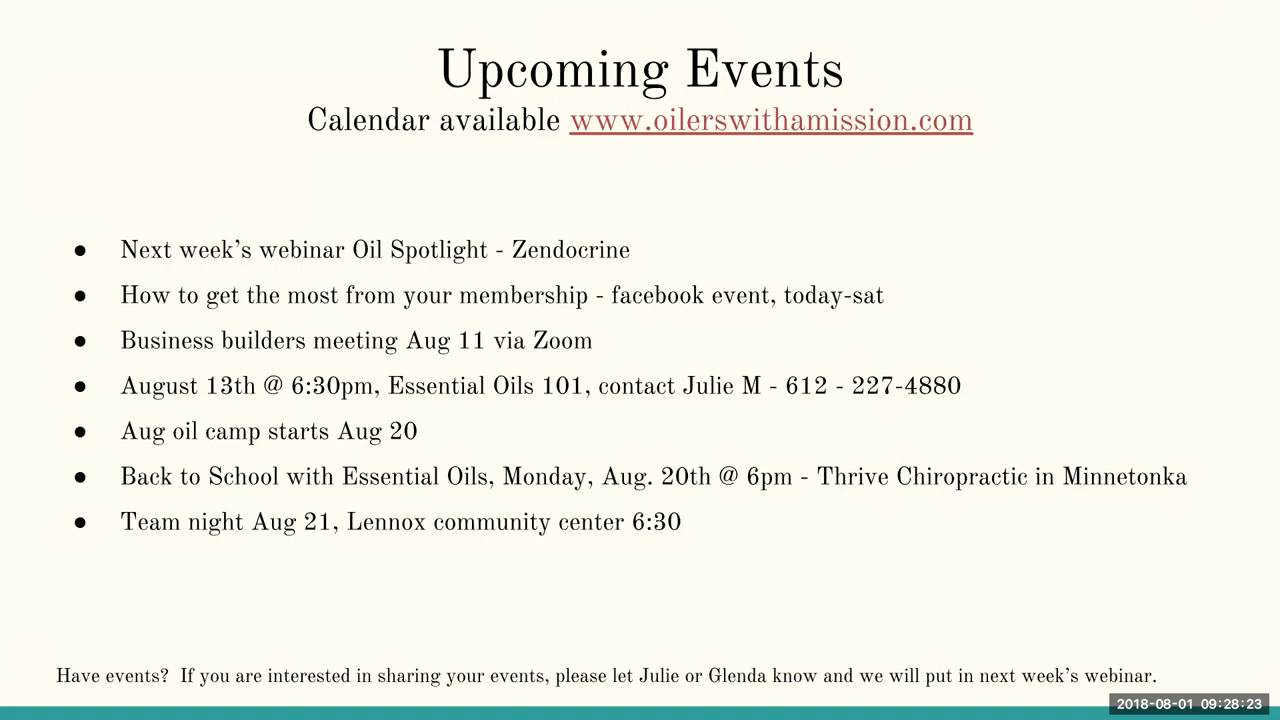 Upcoming Events
Calendar available www.oilerswithamission.com
● Next week’s webinar Oil Spotlight - Zendocrine
● How to get the most from your membership - facebook event, today-sat
● Business builders meeting Aug 11 via Zoom
● August 13th @ 6:30pm, Essential Oils 101, contact Julie M - 612 - 227-4880
● Aug oil camp starts Aug 20
● Back to School with Essential Oils, Monday, Aug. 20th @ 6pm - Thrive Chiropractic in Minnetonka
● Team night Aug 21, Lennox community center 6:30
Have events?  If you are interested in sharing your events, please let Julie or Glenda know and we will put in next week’s webinar.
2018-08-01 09:28:23